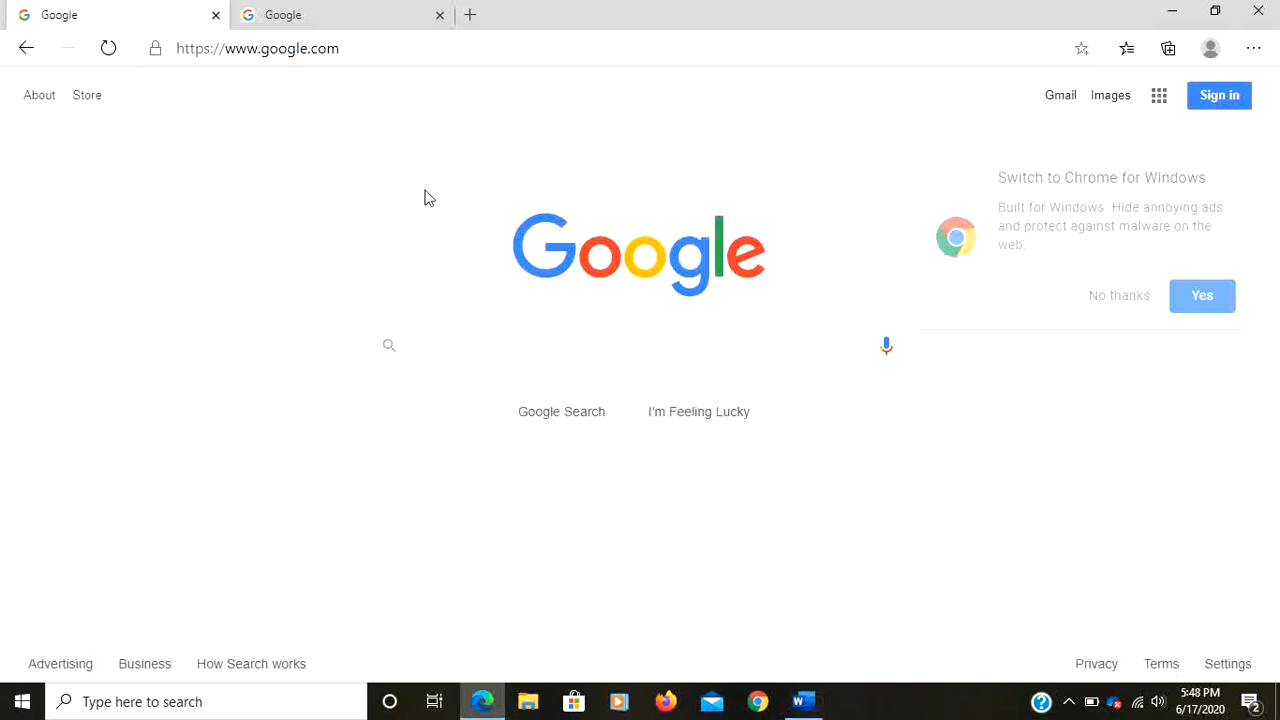 Google
Google
https://www.google.com
About Store
Gmail Images Sign in
Switch to Chrome for Windows
Built for Windows Hide annoying ads
and protect against malware on the
web.
No thanks Yes
Google
Google Search I'm Feeling Lucky
Advertising Business How Search works
Privacy Terms Settings
Type here to search
5:48 PM
6/17/2020
2